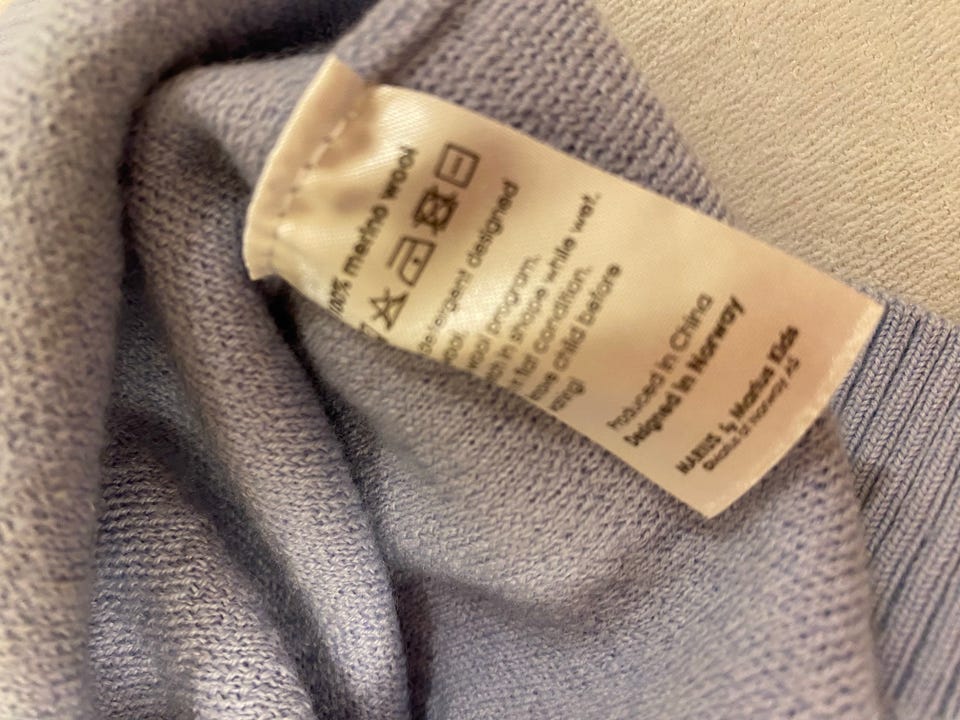 100% merino wool
detergent designed
wool program.
in shape while wet.
for condition.
child before
Produced in China
Designed in Norway
MARIUS by Marius Kids
of Norway AS